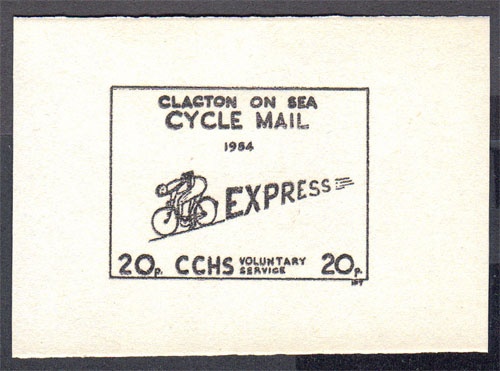 CLACTON ON SEA
CYCLE MAIL
1984
EXPRESS
20p. CCHS VOLUNTARY SERVICE 20p.